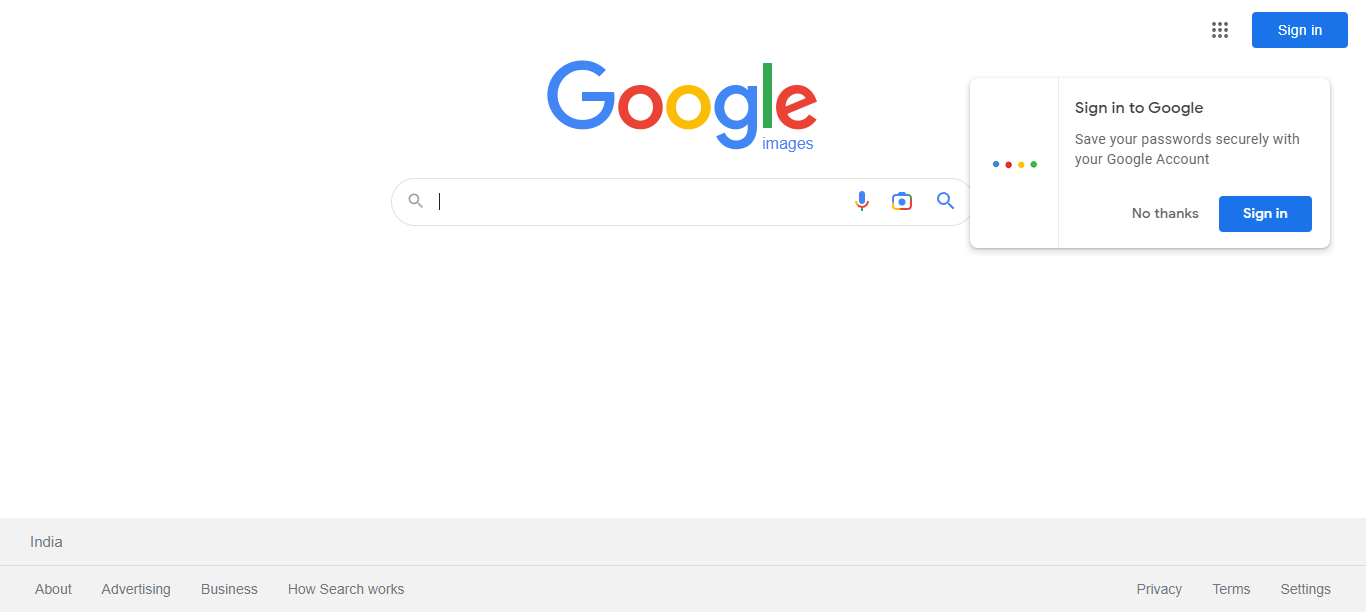 Sign in
Google
images
Sign in to Google
Save your passwords securely with
your Google Account
No thanks
Sign in
India
About
Advertising
Business
How Search works
Privacy
Terms
Settings